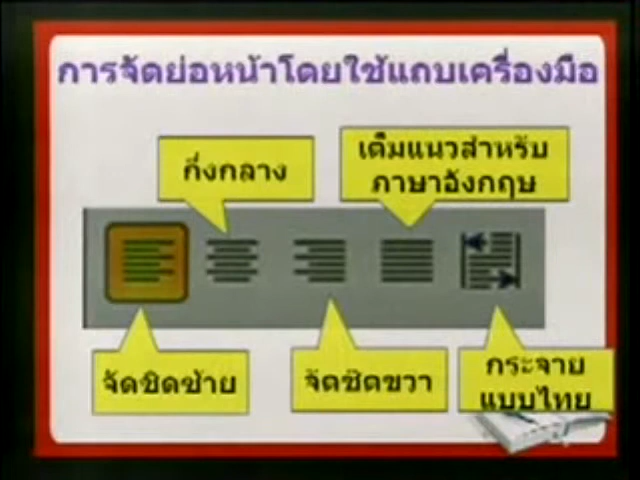 การจัดย่อหน้าโดยใช้แถบเครื่องมือ
กึ่งกลาง
เต็มแนวสำหรับ
ภาษาอังกฤษ
จัดชิดซ้าย
จัดชิดขวา
กระจาย
แบบไทย